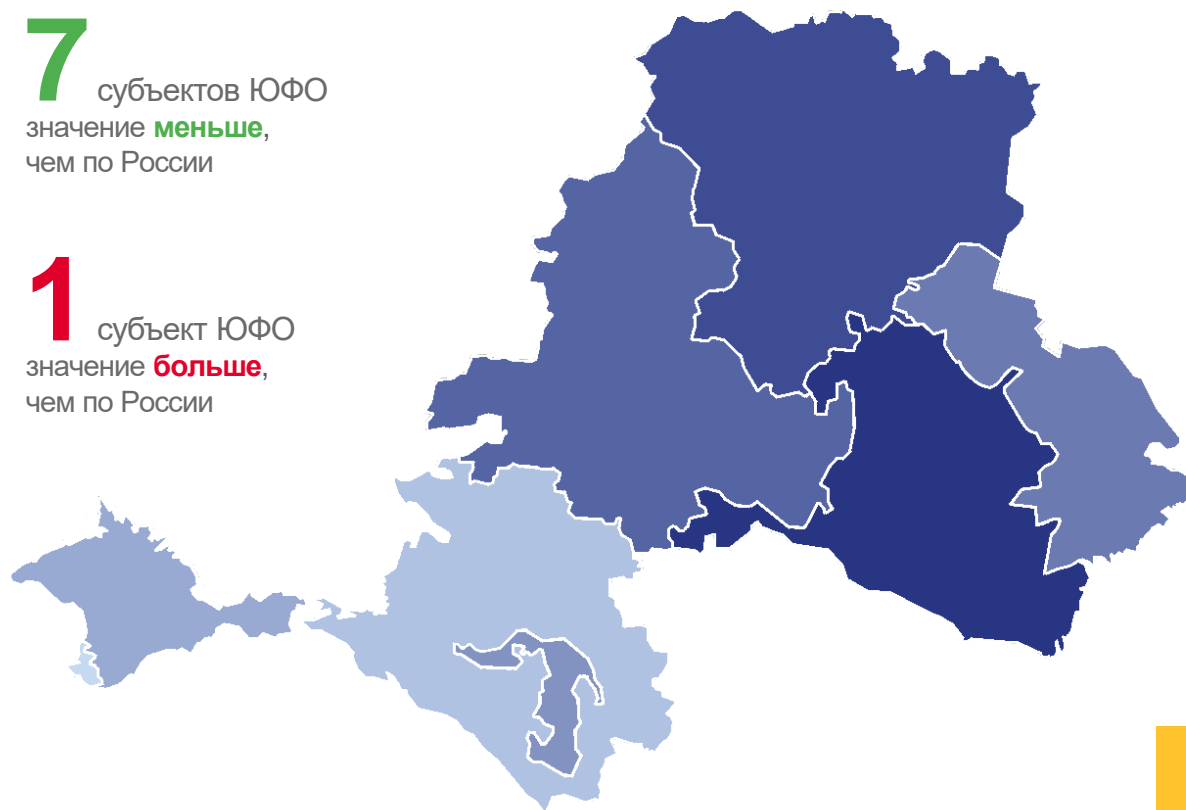 7 субъектов ЮФО
значение меньше,
чем по России
1 субъект ЮФО
значение больше,
чем по России